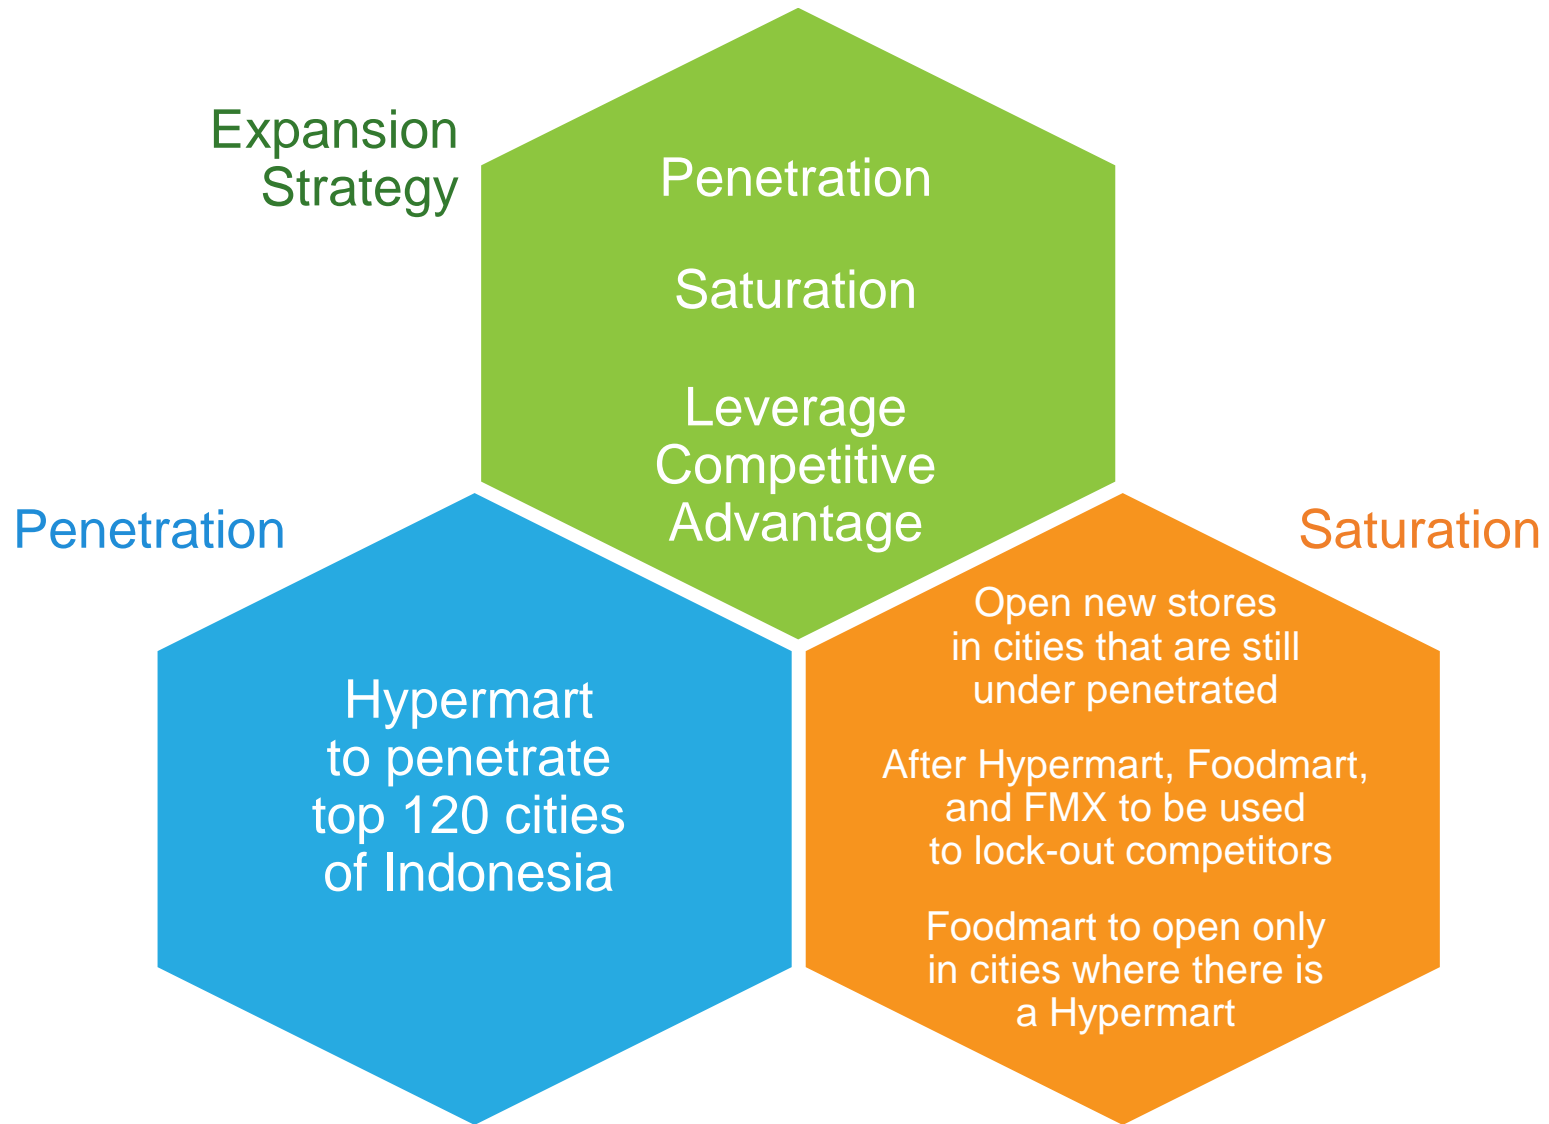 Expansion
Strategy
Penetration
Saturation
Leverage
Competitive
Advantage
Penetration
Hypermart
to penetrate
top 120 cities
of Indonesia
Saturation
Open new stores
in cities that are still
under penetrated
After Hypermart, Foodmart,
and FMX to be used
to lock-out competitors
Foodmart to open only
in cities where there is
a Hypermart